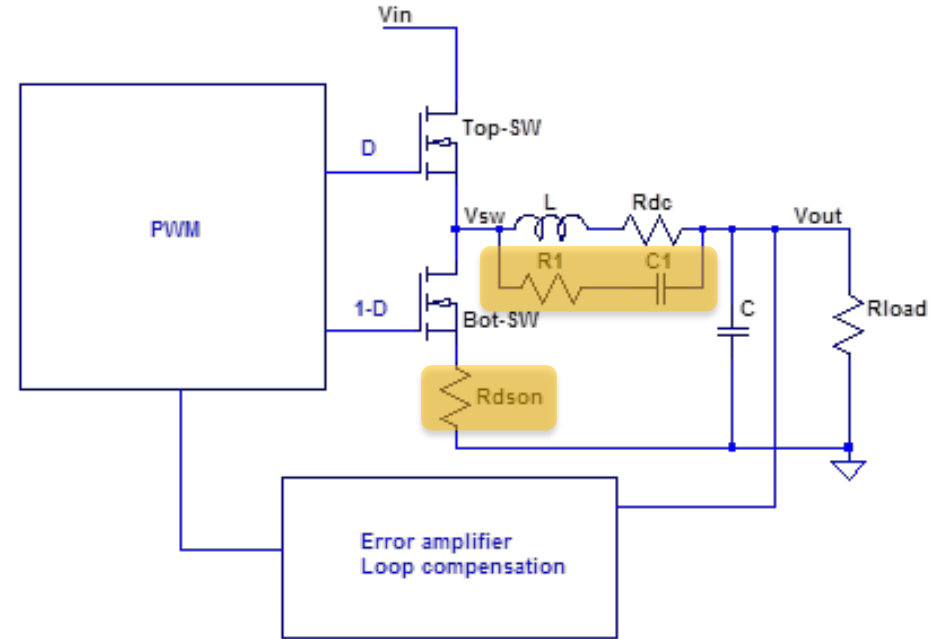 Vin
Top-SW
D
PWM
Vsw
L
Rdc
Vout
R1
C1
1-D
Bot-SW
C
Rload
Rdson
Error amplifier
Loop compensation